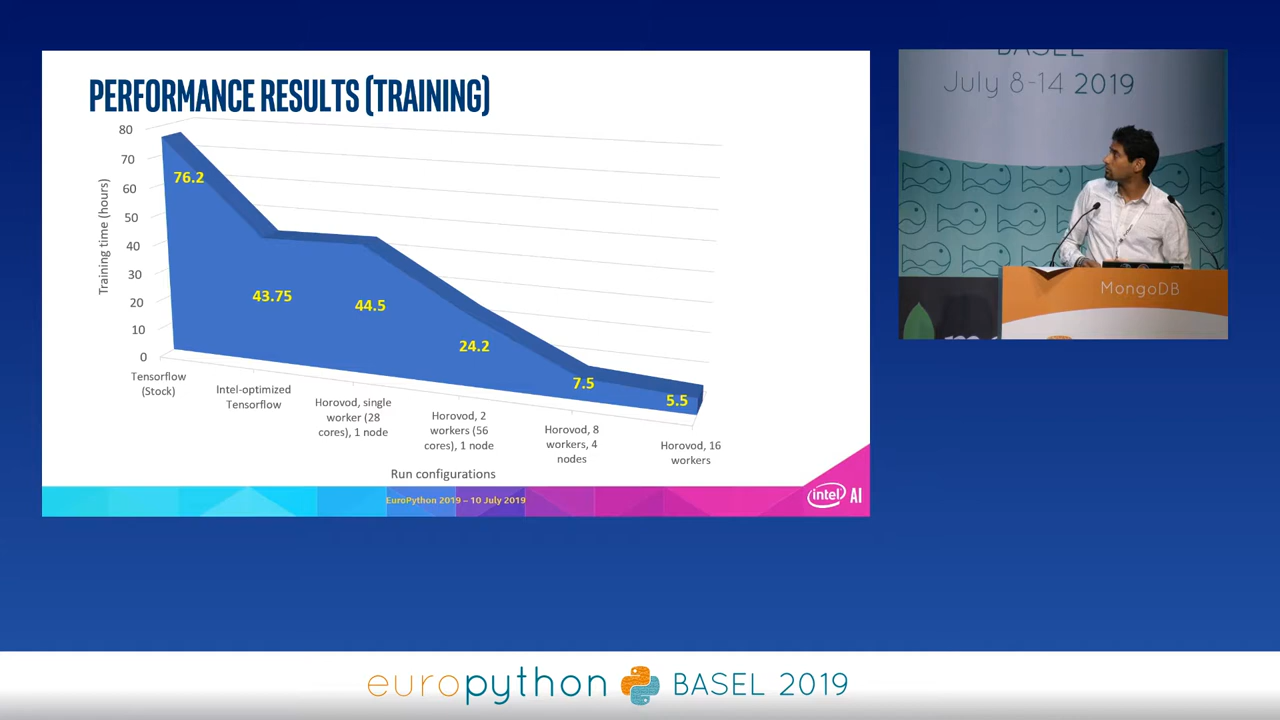 PERFORMANCE RESULTS (TRAINING)
80
70
60
50
40
30
20
10
0
Training time (hours)
76.2
43.75
44.5
24.2
7.5
5.5
Tensorflow
(Stock)
Intel-optimized
Tensorflow
Horovod, single
worker (28
cores), 1 node
Horovod, 2
workers (56
cores), 1 node
Horovod, 8
workers, 4
nodes
Horovod, 16
workers
Run configurations
EuroPython 2019 – 10 July 2019
intel AI
BASEL
July 8-14 2019
MongoDB
europython BASEL 2019